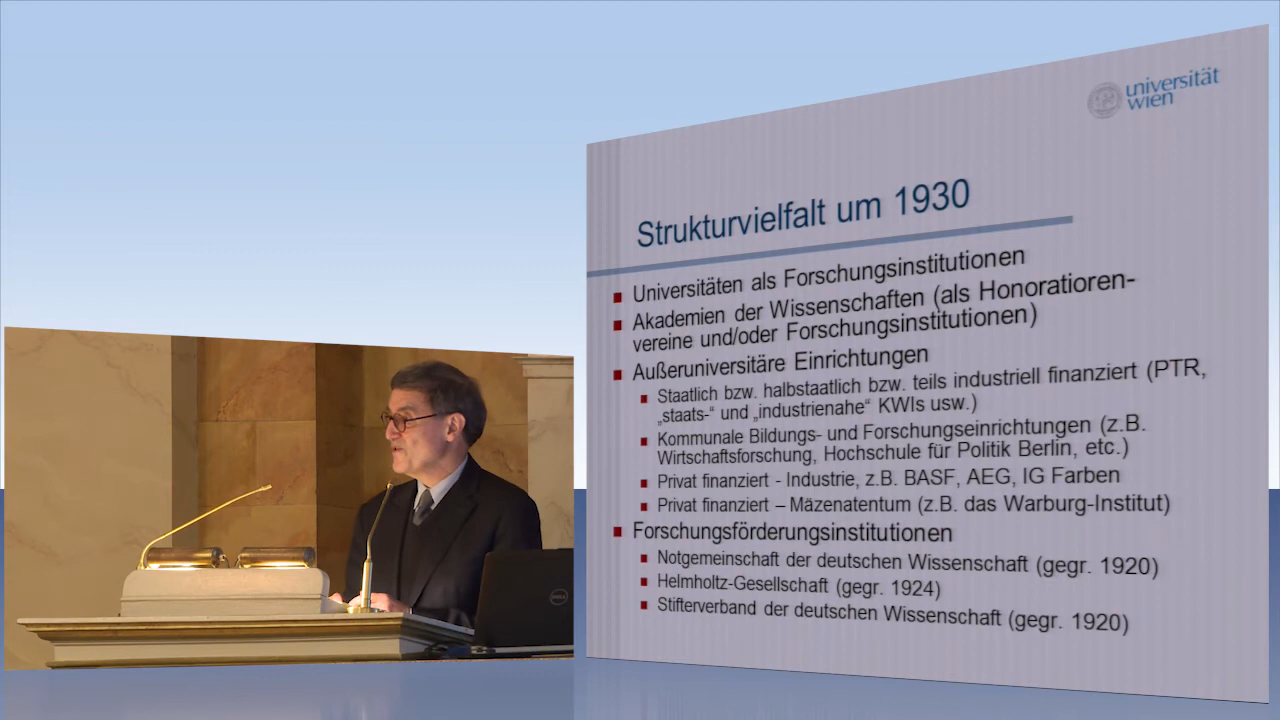 universität
wien
Strukturvielfalt um 1930
Universitäten als Forschungsinstitutionen
Akademien der Wissenschaften (als Honoratioren-
vereine und/oder Forschungsinstitutionen)
Außeruniversitäre Einrichtungen
Staatlich bzw. halbstaatlich bzw. teils industriell finanziert (PTR,
„staats-“ und „industrienahe“ KWIs usw.)
Kommunale Bildungs- und Forschungseinrichtungen (z.B.
Wirtschaftsforschung, Hochschule für Politik Berlin, etc.)
Privat finanziert - Industrie, z.B. BASF, AEG, IG Farben
Privat finanziert – Mäzenatentum (z.B. das Warburg-Institut)
Forschungsförderungsinstitutionen
Notgemeinschaft der deutschen Wissenschaft (gegr. 1920)
Helmholtz-Gesellschaft (gegr. 1924)
Stifterverband der deutschen Wissenschaft (gegr. 1920)
DELL